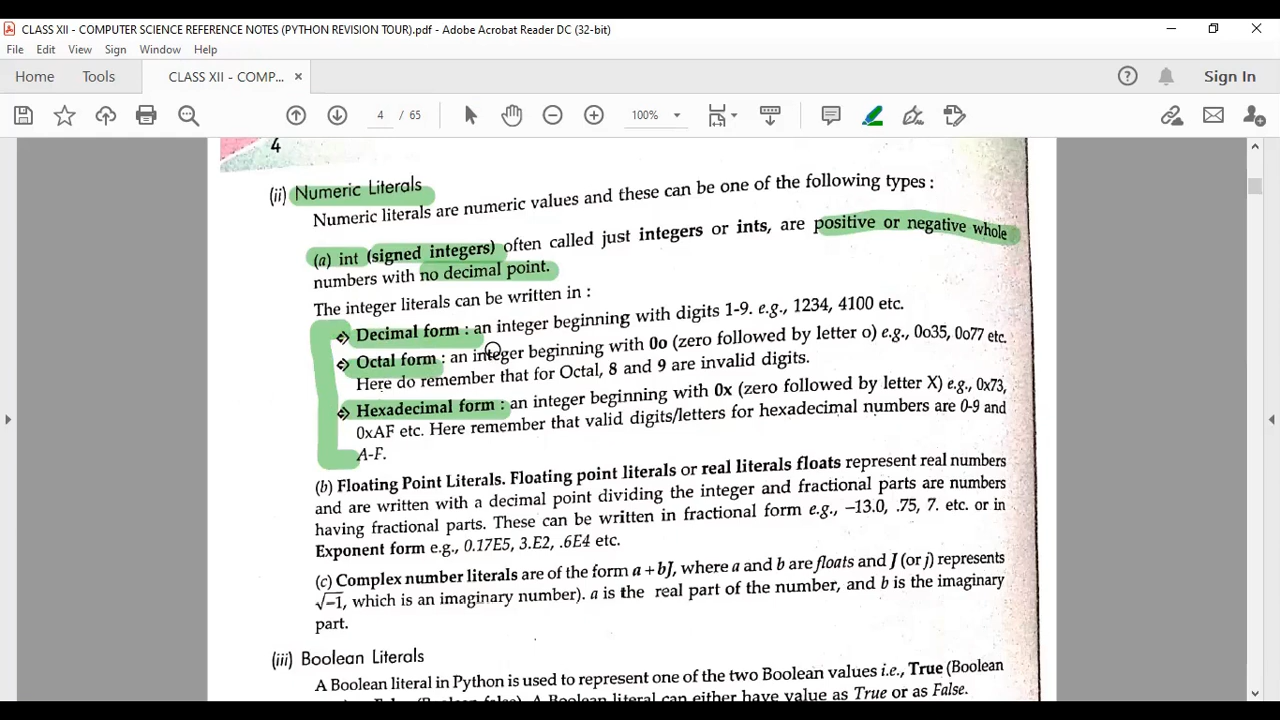 CLASS XII - COMPUTER SCIENCE REFERENCE NOTES (PYTHON REVISION TOUR).pdf - Adobe Acrobat Reader DC (32-bit)
File Edit View Sign Window Help
Home Tools CLASS XII - COMP... × Sign In
4 / 65 100%
4
(ii) Numeric Literals
Numeric literals are numeric values and these can be one of the following types :
(a) int (signed integers) often called just integers or ints, are positive or negative whole
numbers with no decimal point.
The integer literals can be written in :
Decimal form : an integer beginning with digits 1-9. e.g., 1234, 4100 etc.
Octal form : an integer beginning with 0o (zero followed by letter o) e.g., 0o35, 0o77 etc.
Here do remember that for Octal, 8 and 9 are invalid digits.
Hexadecimal form : an integer beginning with 0x (zero followed by letter X) e.g., 0x73,
0xAF etc. Here remember that valid digits/letters for hexadecimal numbers are 0-9 and
A-F.
(b) Floating Point Literals. Floating point literals or real literals floats represent real numbers
and are written with a decimal point dividing the integer and fractional parts are numbers
having fractional parts. These can be written in fractional form e.g., −13.0, .75, 7. etc. or in
Exponent form e.g., 0.17E5, 3.E2, .6E4 etc.
(c) Complex number literals are of the form a + bJ, where a and b are floats and J (or j) represents
√−1, which is an imaginary number). a is the real part of the number, and b is the imaginary
part.
(iii) Boolean Literals
A Boolean literal in Python is used to represent one of the two Boolean values i.e., True (Boolean
A Boolean literal can either have value as True or as False.